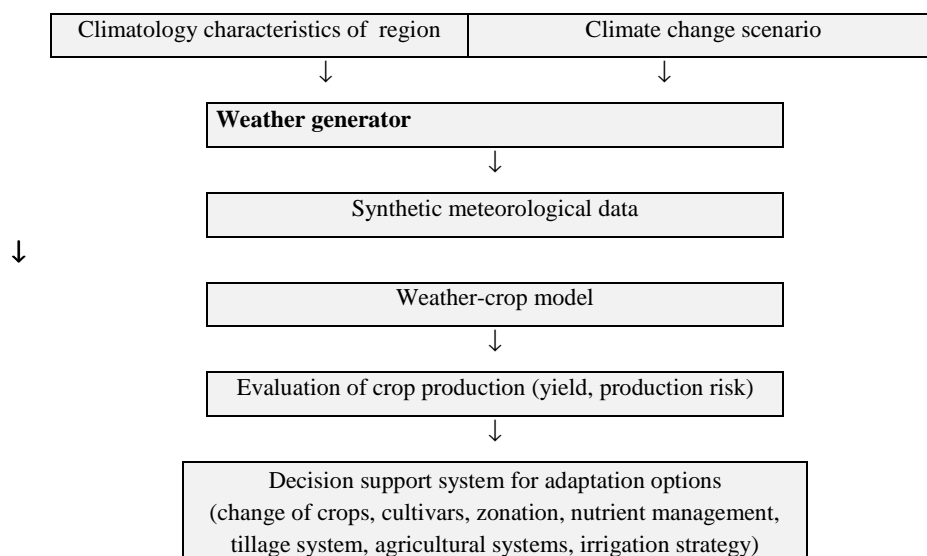 Climatology characteristics of region
Climate change scenario
↓
↓
Weather generator
↓
Synthetic meteorological data
↓
Weather-crop model
↓
Evaluation of crop production (yield, production risk)
↓
Decision support system for adaptation options
(change of crops, cultivars, zonation, nutrient management,
tillage system, agricultural systems, irrigation strategy)